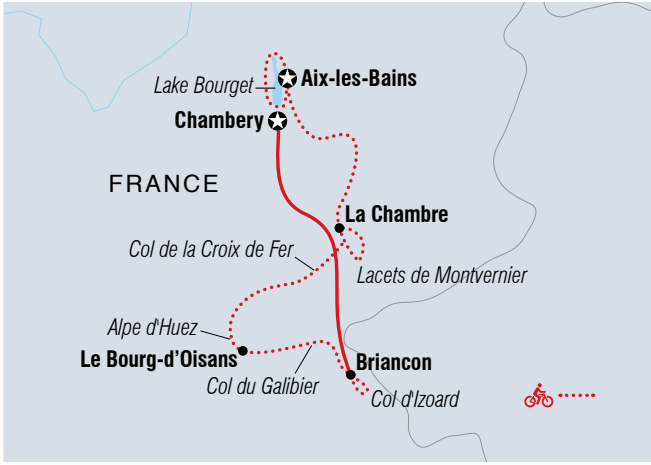 Lake Bourget
Aix-les-Bains
Chambery
FRANCE
La Chambre
Col de la Croix de Fer
Lacets de Montvernier
Alpe d'Huez
Le Bourg-d'Oisans
Briancon
Col du Galibier
Col d'Izoard